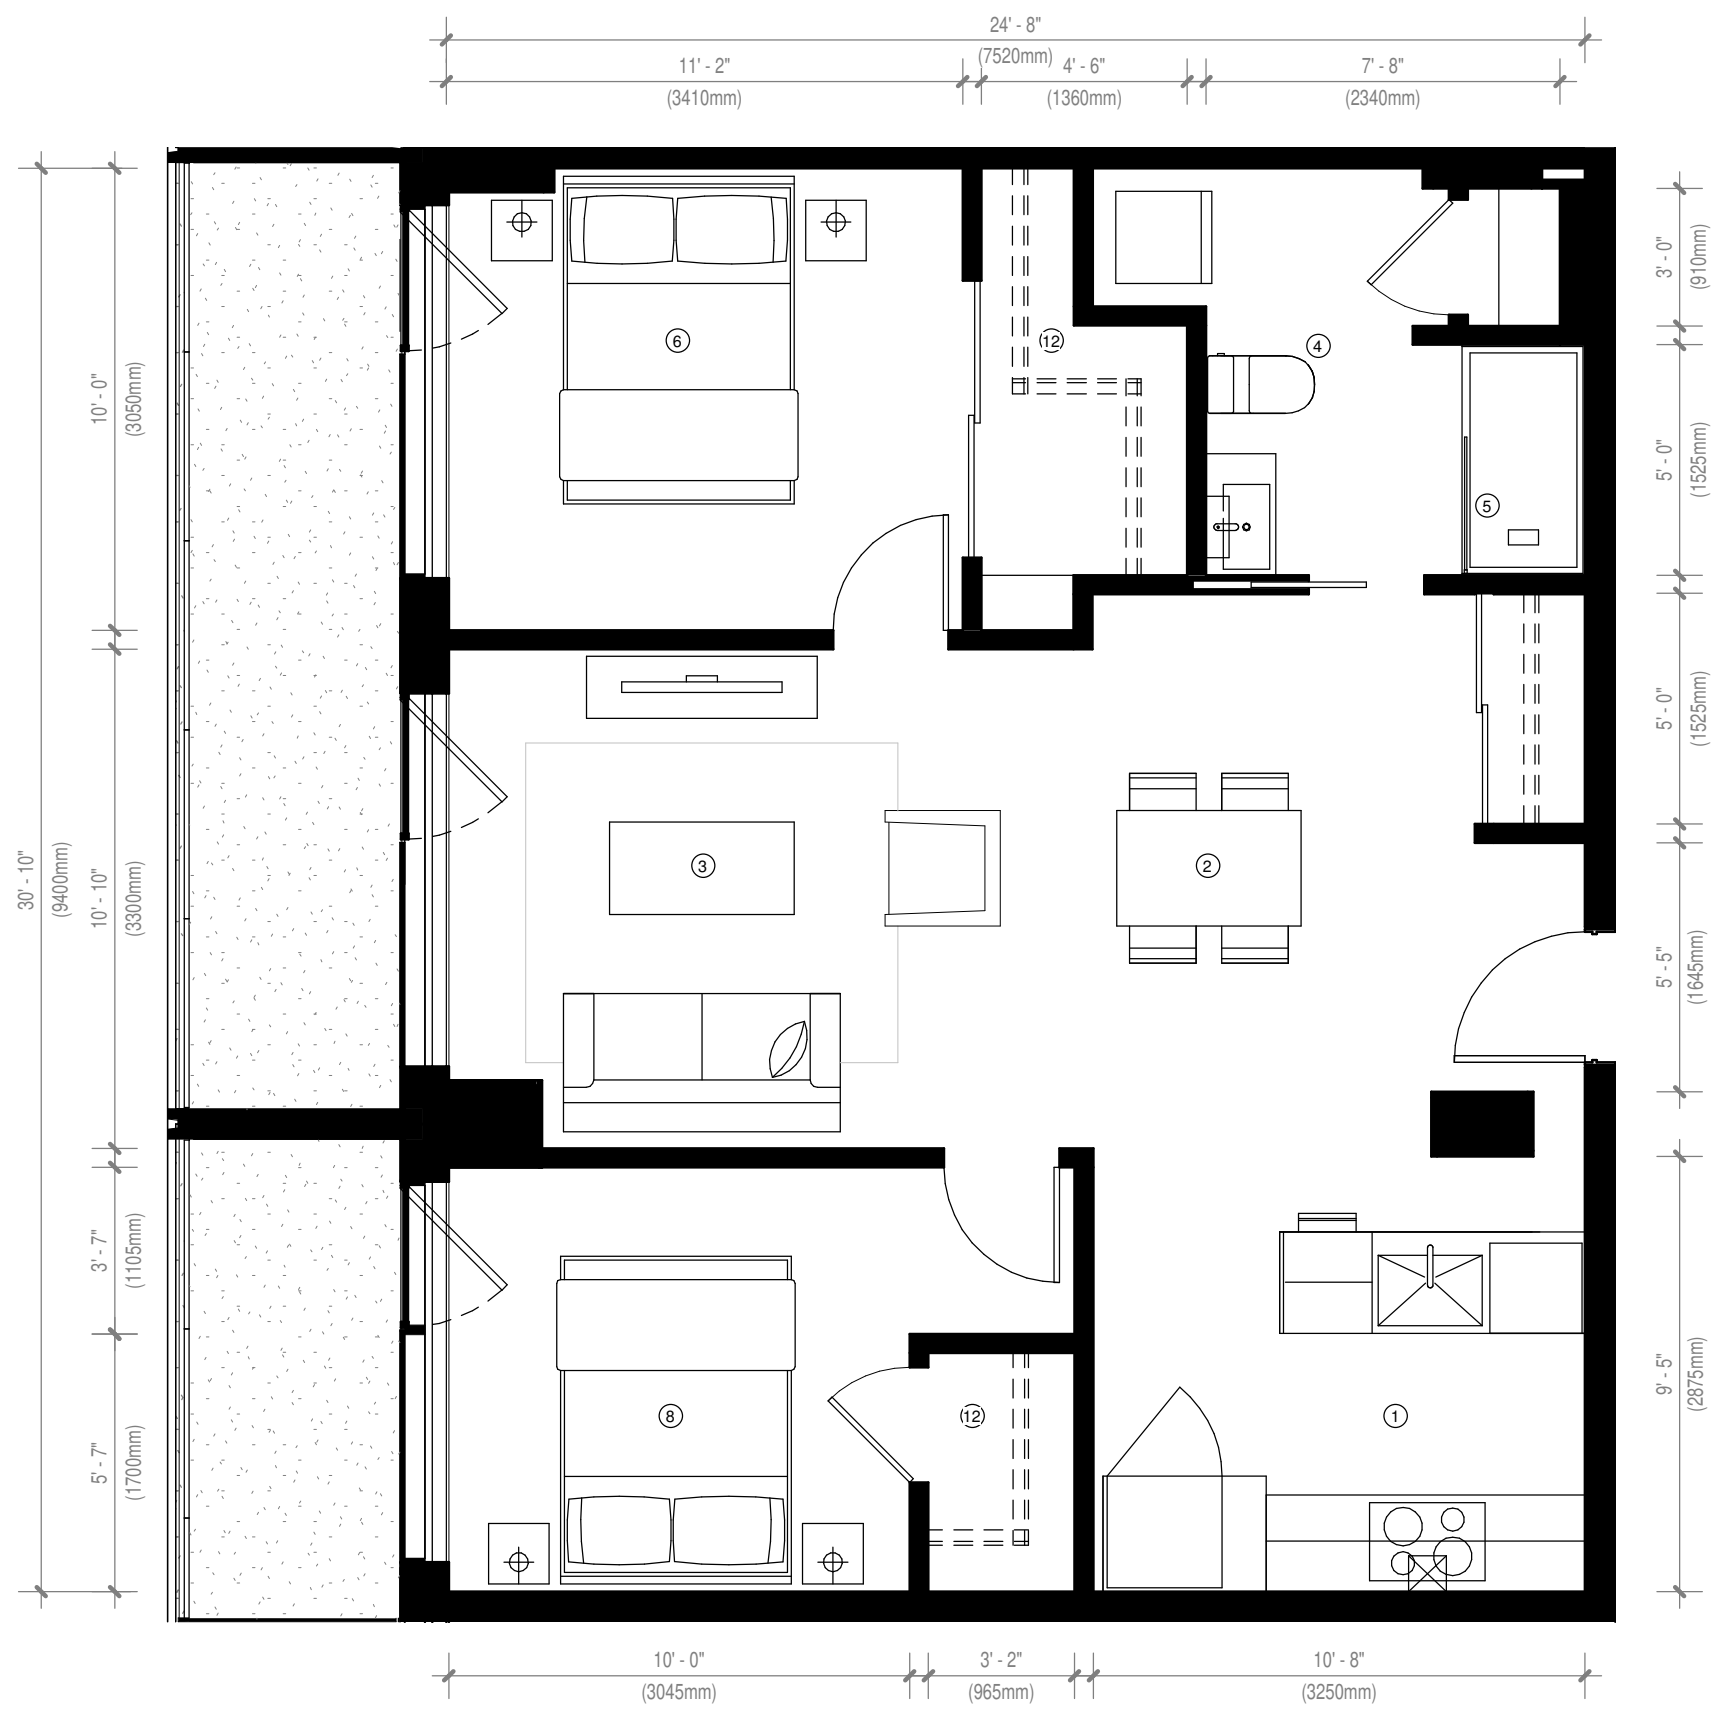 24' - 8"
(7520mm)
11' - 2"
4' - 6"
7' - 8"
(3410mm)
(1360mm)
(2340mm)
3' - 0"
(910mm)
6
12
4
10' - 0"
(3050mm)
5' - 0"
(1525mm)
5
5' - 0"
(1525mm)
30' - 10"
(9400mm)
10' - 10"
(3300mm)
3
2
5' - 5"
(1645mm)
3' - 7"
(1105mm)
9' - 5"
(2875mm)
8
12
1
5' - 7"
(1700mm)
10' - 0"
3' - 2"
10' - 8"
(3045mm)
(965mm)
(3250mm)